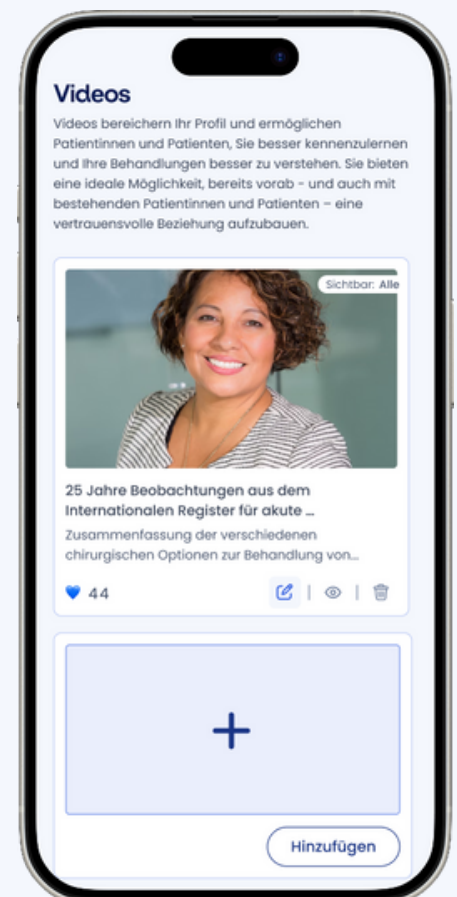 Videos
Videos bereichern Ihr Profil und ermöglichen
Patientinnen und Patienten, Sie besser kennenzulernen
und Ihre Behandlungen besser zu verstehen. Sie bieten
eine ideale Möglichkeit, bereits vorab - und auch mit
bestehenden Patientinnen und Patienten – eine
vertrauensvolle Beziehung aufzubauen.
Sichtbar: Alle
25 Jahre Beobachtungen aus dem
Internationalen Register für akute ...
Zusammenfassung der verschiedenen
chirurgischen Optionen zur Behandlung von...
44
Hinzufügen